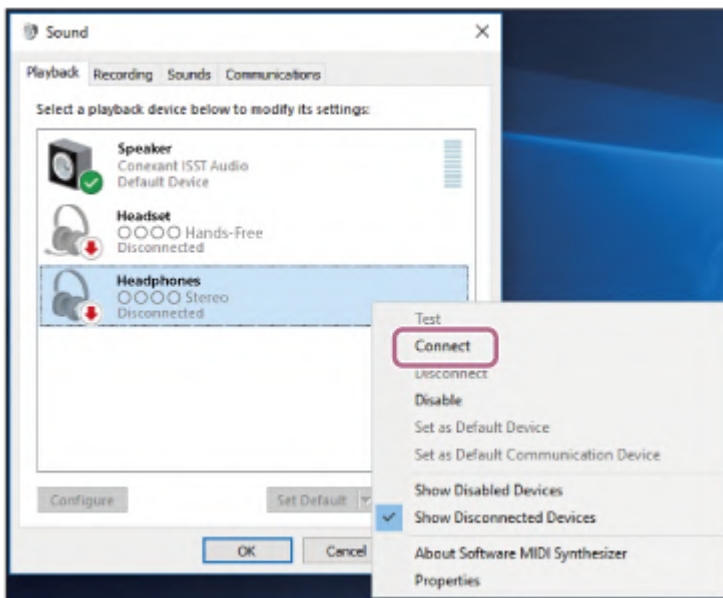 Sound
Playback Recording Sounds Communications
Select a playback device below to modify its settings:
Speaker
Conexant ISST Audio
Default Device
Headset
○○○○ Hands-Free
Disconnected
Headphones
○○○○ Stereo
Disconnected
Test
Connect
Disconnect
Disable
Set as Default Device
Set as Default Communication Device
Show Disabled Devices
Show Disconnected Devices
About Software MIDI Synthesizer
Properties
Configure Set Default
OK Cancel